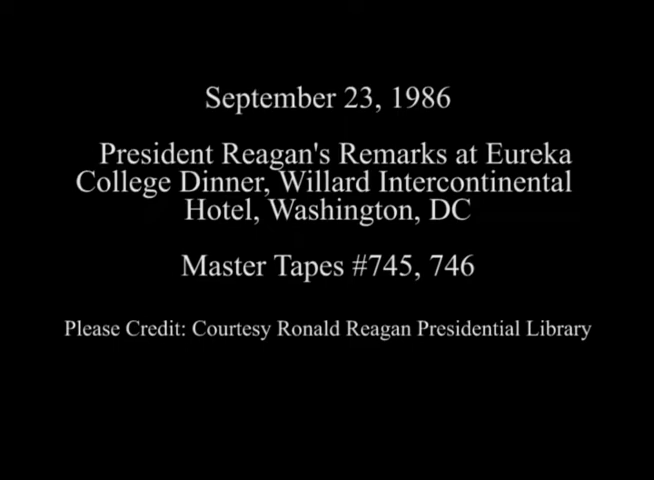 September 23, 1986
President Reagan's Remarks at Eureka
College Dinner, Willard Intercontinental
Hotel, Washington, DC
Master Tapes #745, 746
Please Credit: Courtesy Ronald Reagan Presidential Library